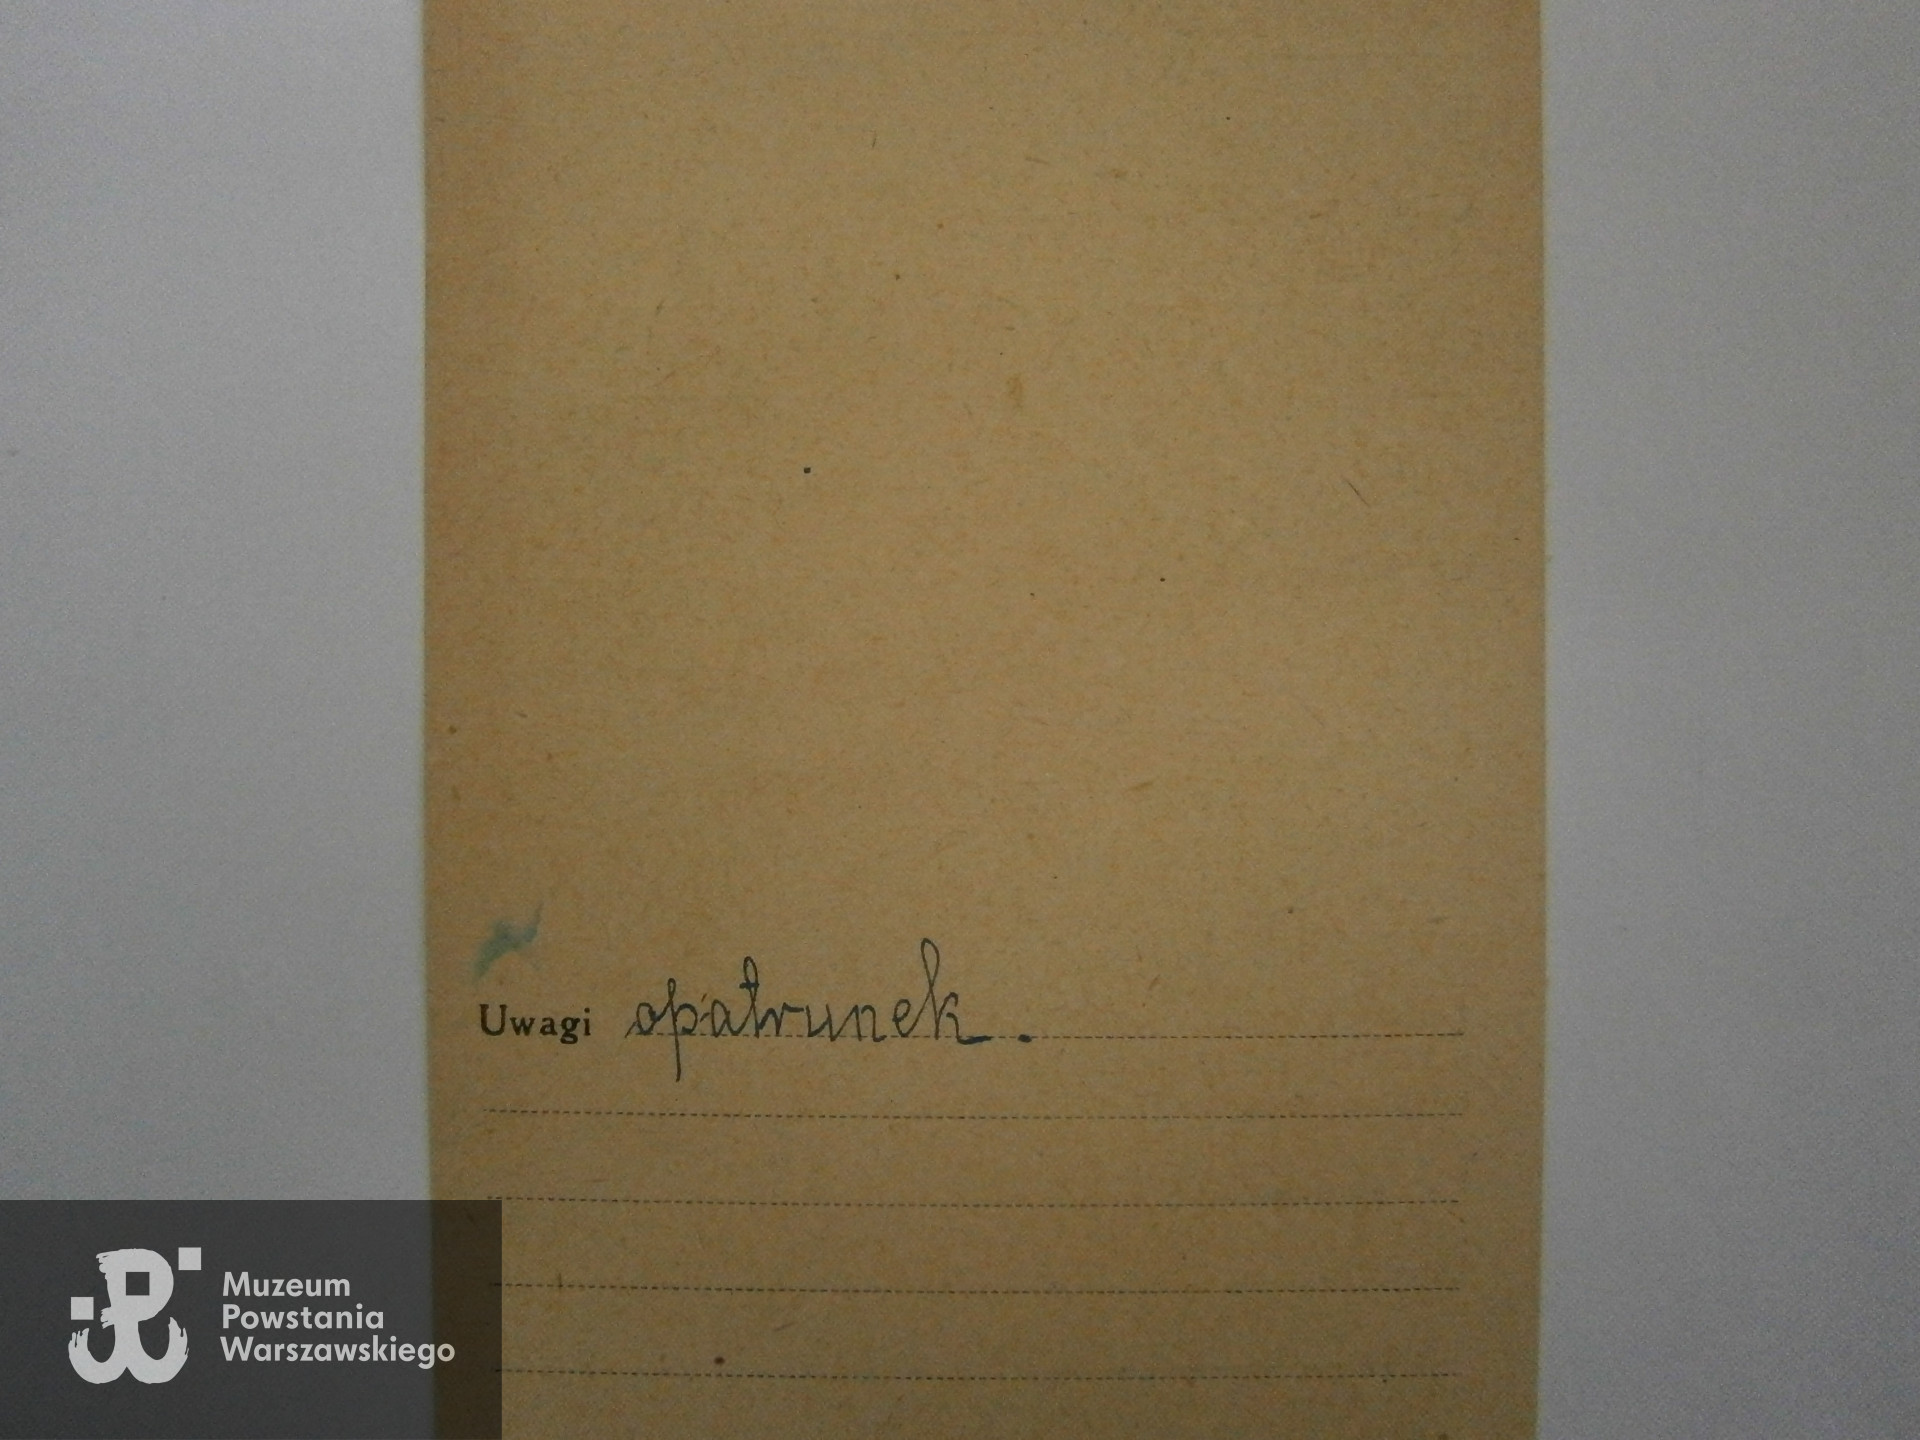 Uwagi opatrunek.
Muzeum
Powstania
Warszawskiego